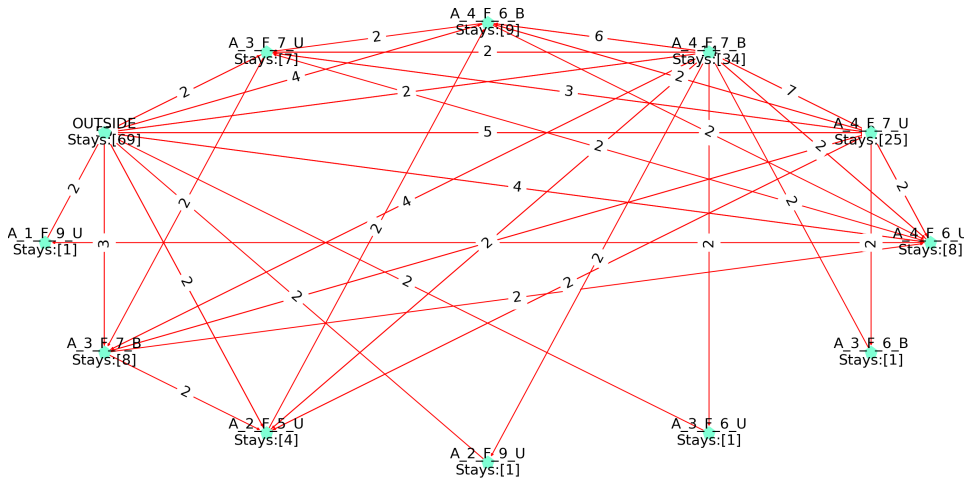 A_4_F_6_B
Stays:[9]
A_3_F_7_U
Stays:[7]
A_4_F_7_B
Stays:[34]
2
6
2
4
2
7
2
2
3
OUTSIDE
Stays:[69]
5
A_4_F_7_U
Stays:[25]
2
2
2
2
4
2
2
2
4
2
2
A_1_F_9_U
Stays:[1]
3
2
2
2
A_4_F_6_U
Stays:[8]
2
2
2
2
2
2
A_3_F_7_B
Stays:[8]
A_3_F_6_B
Stays:[1]
2
A_2_F_5_U
Stays:[4]
A_3_F_6_U
Stays:[1]
A_2_F_9_U
Stays:[1]